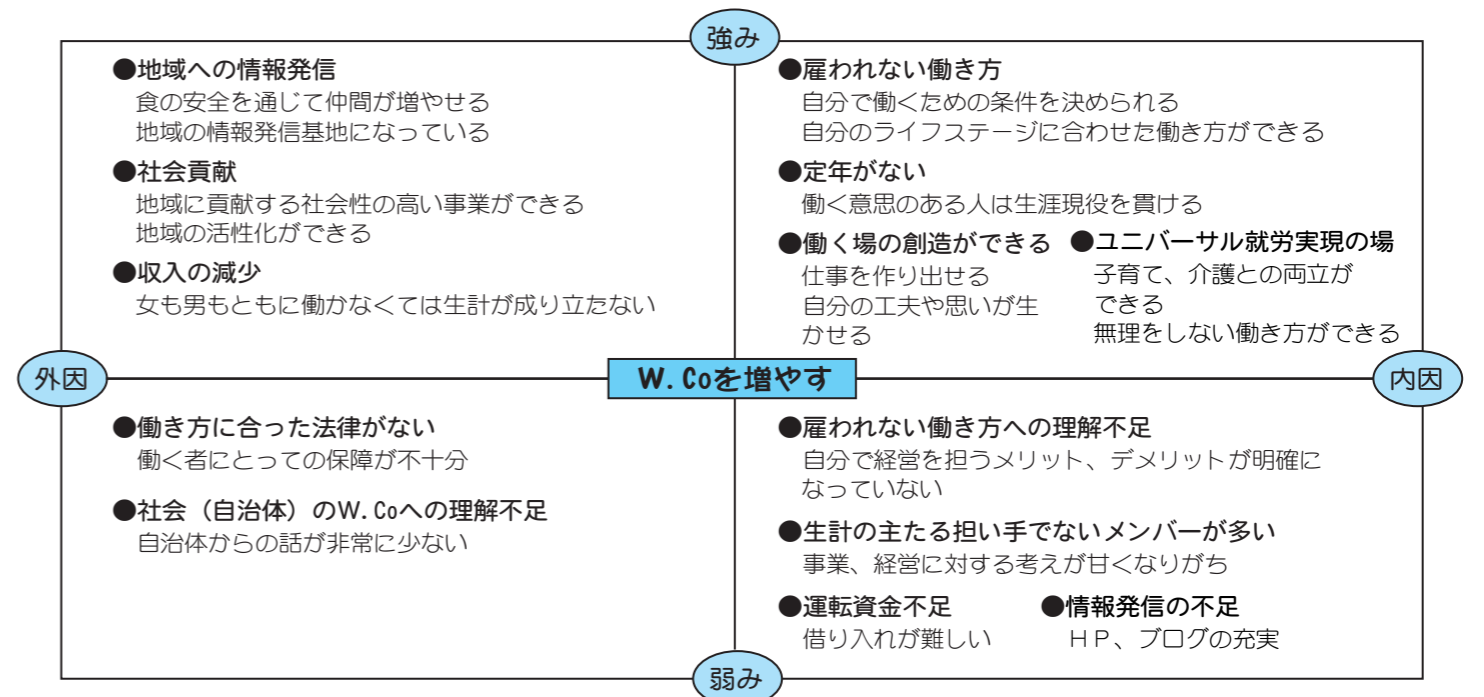 強み
●地域への情報発信
食の安全を通じて仲間が増やせる
地域の情報発信基地になっている
●社会貢献
地域に貢献する社会性の高い事業ができる
地域の活性化ができる
●収入の減少
女も男もともに働かなくては生計が成り立たない
●雇われない働き方
自分で働くための条件を決められる
自分のライフステージに合わせた働き方ができる
●定年がない
働く意思のある人は生涯現役を貫ける
●働く場の創造ができる
仕事を作り出せる
自分の工夫や思いが生
かせる
●ユニバーサル就労実現の場
子育て、介護との両立が
できる
無理をしない働き方ができる
外因
W.Coを増やす
内因
●働き方に合った法律がない
働く者にとっての保障が不十分
●社会（自治体）のW.Coへの理解不足
自治体からの話が非常に少ない
●雇われない働き方への理解不足
自分で経営を担うメリット、デメリットが明確に
なっていない
●生計の主たる担い手でないメンバーが多い
事業、経営に対する考えが甘くなりがち
●運転資金不足
借り入れが難しい
●情報発信の不足
ＨＰ、ブログの充実
弱み